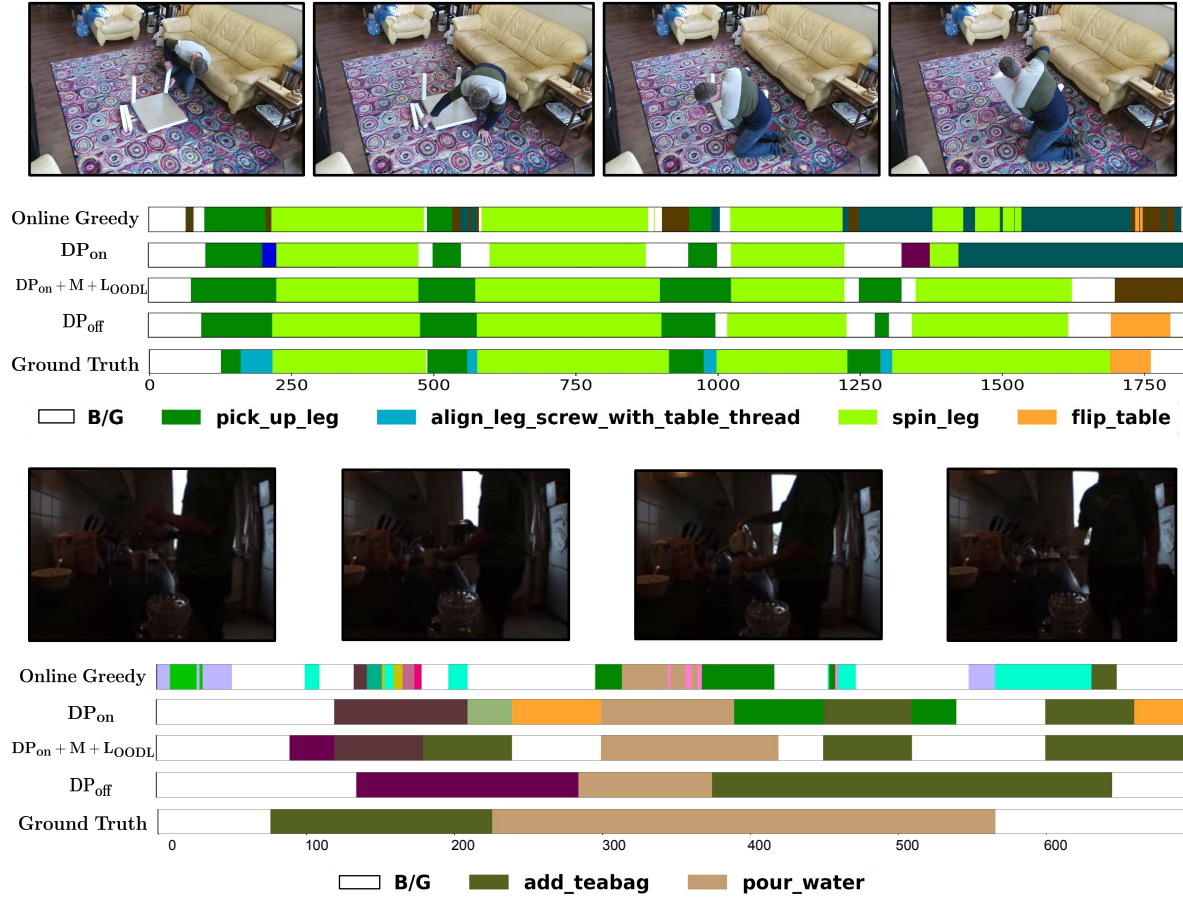 Online Greedy
DPon
DPon + M + LOODL
DPoff
Ground Truth
0 250 500 750 1000 1250 1500 1750
B/G pick_up_leg align_leg_screw_with_table_thread spin_leg flip_table
Online Greedy
DPon
DPon + M + LOODL
DPoff
Ground Truth
0 100 200 300 400 500 600
B/G add_teabag pour_water